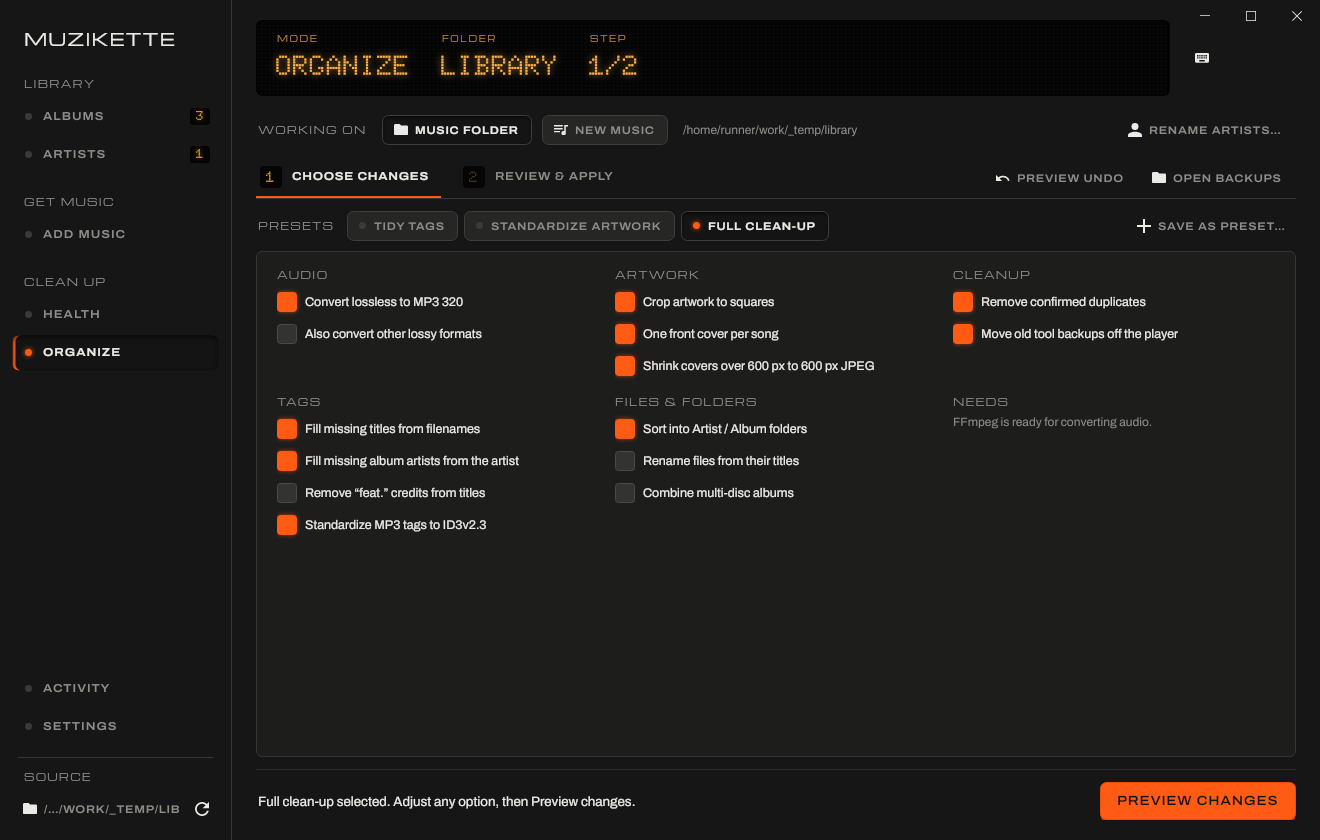 MUZIKETTE
LIBRARY
ALBUMS 3
ARTISTS 1
GET MUSIC
ADD MUSIC
CLEAN UP
HEALTH
ORGANIZE
ACTIVITY
SETTINGS
SOURCE
/.../WORK/_TEMP/LIB
MODE FOLDER STEP
ORGANIZE LIBRARY 1/2
WORKING ON MUSIC FOLDER NEW MUSIC /home/runner/work/_temp/library RENAME ARTISTS...
1 CHOOSE CHANGES 2 REVIEW & APPLY PREVIEW UNDO OPEN BACKUPS
PRESETS TIDY TAGS STANDARDIZE ARTWORK FULL CLEAN-UP SAVE AS PRESET...
AUDIO
Convert lossless to MP3 320
Also convert other lossy formats
ARTWORK
Crop artwork to squares
One front cover per song
Shrink covers over 600 px to 600 px JPEG
CLEANUP
Remove confirmed duplicates
Move old tool backups off the player
TAGS
Fill missing titles from filenames
Fill missing album artists from the artist
Remove “feat.” credits from titles
Standardize MP3 tags to ID3v2.3
FILES & FOLDERS
Sort into Artist / Album folders
Rename files from their titles
Combine multi-disc albums
NEEDS
FFmpeg is ready for converting audio.
Full clean-up selected. Adjust any option, then Preview changes.
PREVIEW CHANGES